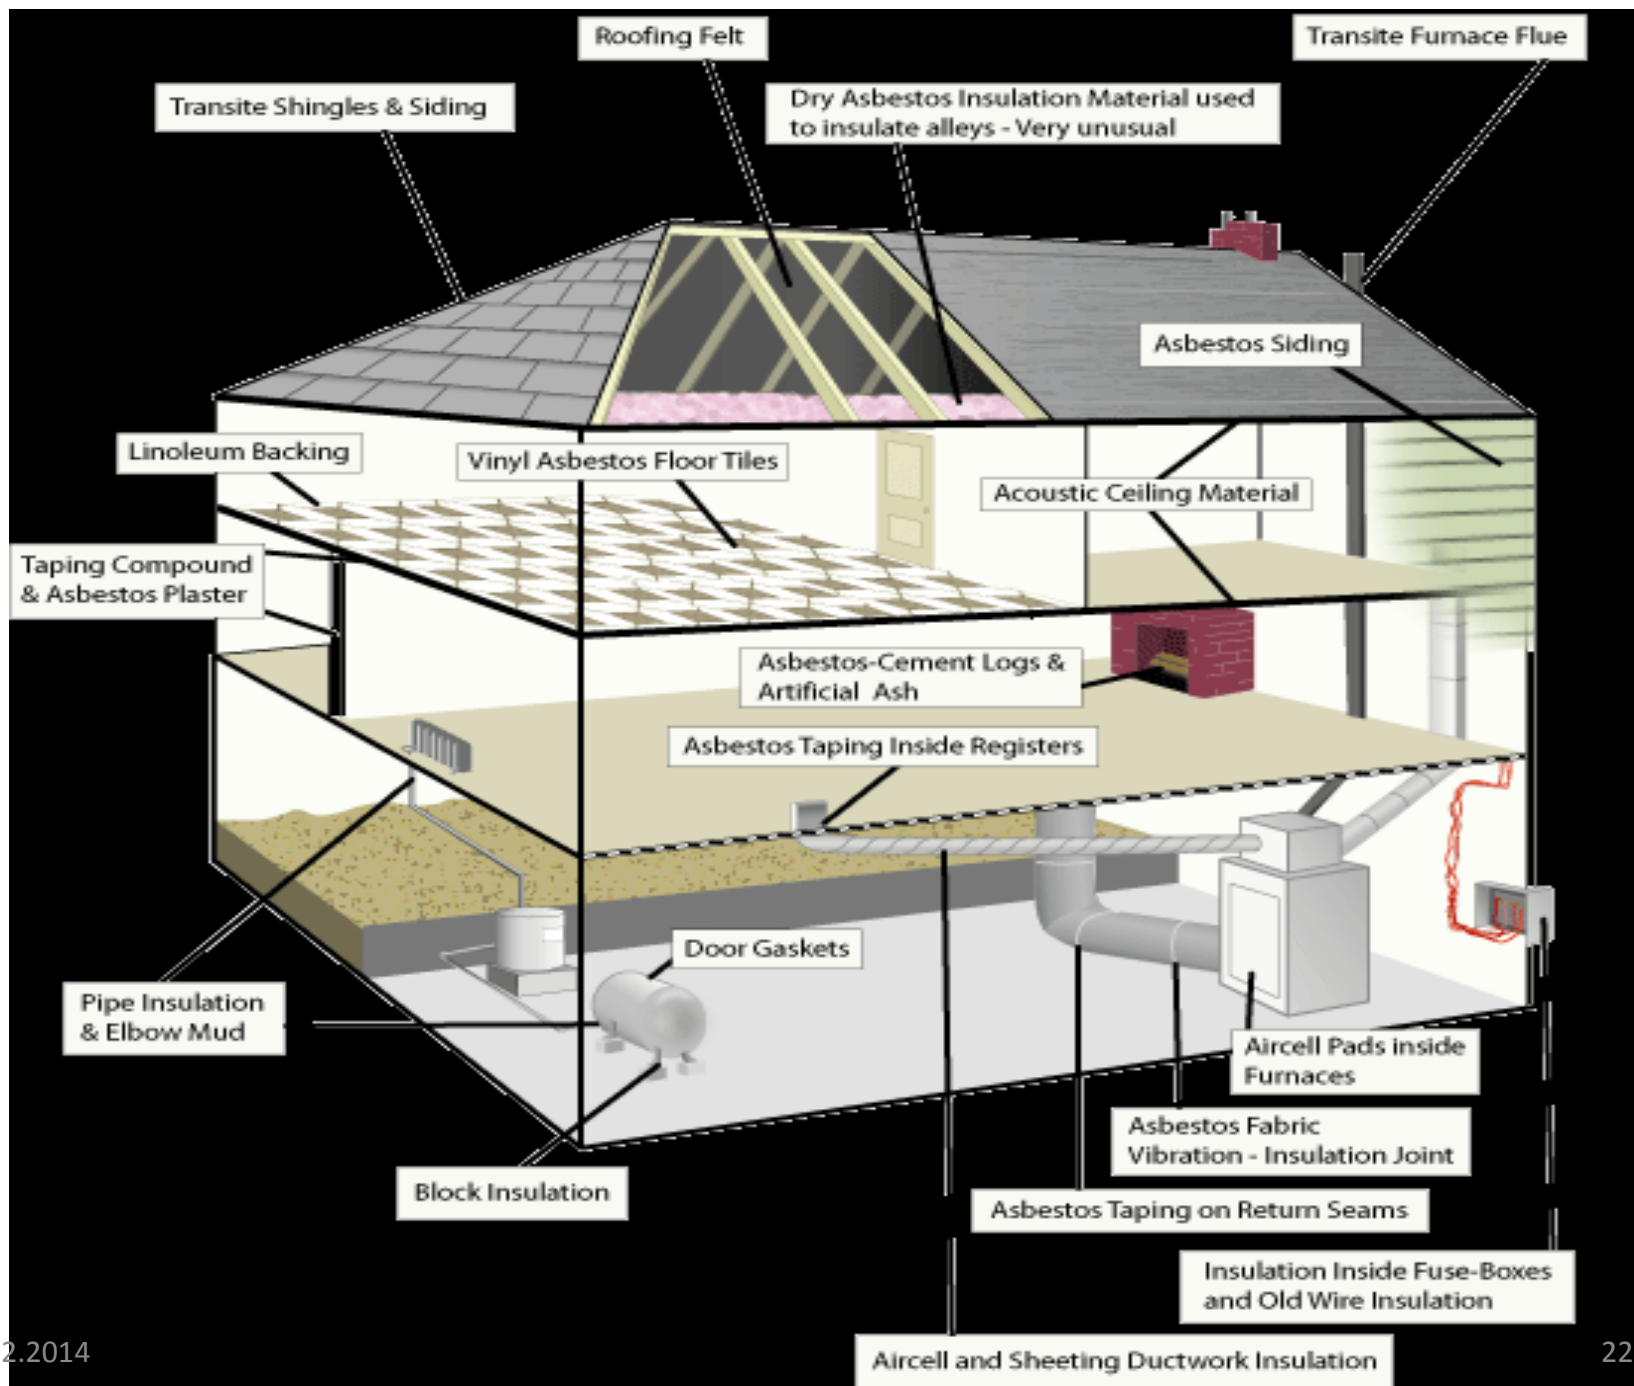 Roofing Felt
Transite Furnace Flue
Transite Shingles & Siding
Dry Asbestos Insulation Material used
to insulate alleys - Very unusual
Asbestos Siding
Linoleum Backing
Vinyl Asbestos Floor Tiles
Acoustic Ceiling Material
Taping Compound
& Asbestos Plaster
Asbestos-Cement Logs &
Artificial Ash
Asbestos Taping Inside Registers
Door Gaskets
Pipe Insulation
& Elbow Mud
Aircell Pads inside
Furnaces
Asbestos Fabric
Vibration - Insulation Joint
Block Insulation
Asbestos Taping on Return Seams
Insulation Inside Fuse-Boxes
and Old Wire Insulation
Aircell and Sheeting Ductwork Insulation
2.2014
22